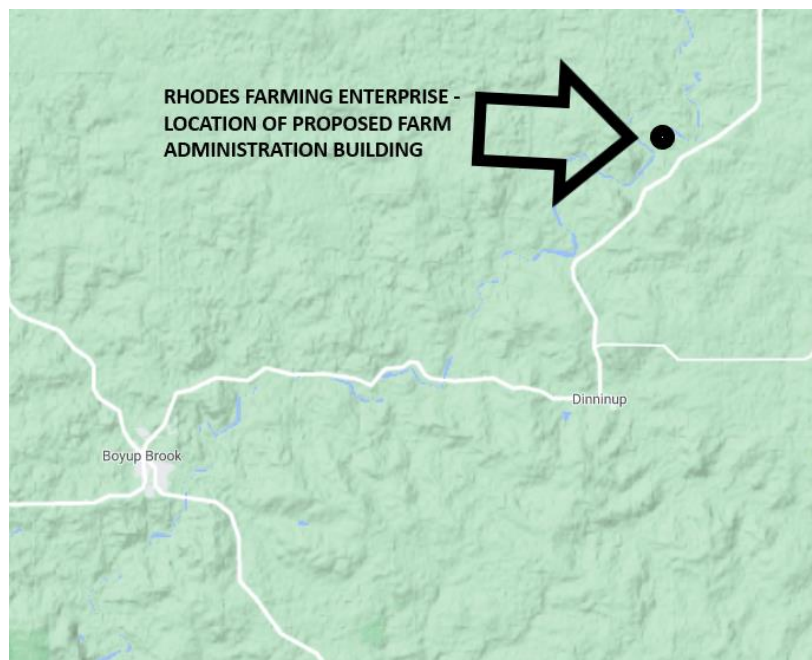 RHODES FARMING ENTERPRISE -
LOCATION OF PROPOSED FARM
ADMINISTRATION BUILDING
Dinninup
Boyup Brook